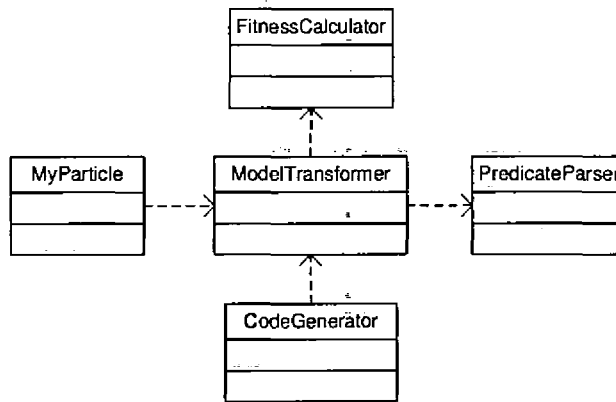 FitnessCalculator
MyParticle
ModelTransformer
PredicateParser
CodeGenerator